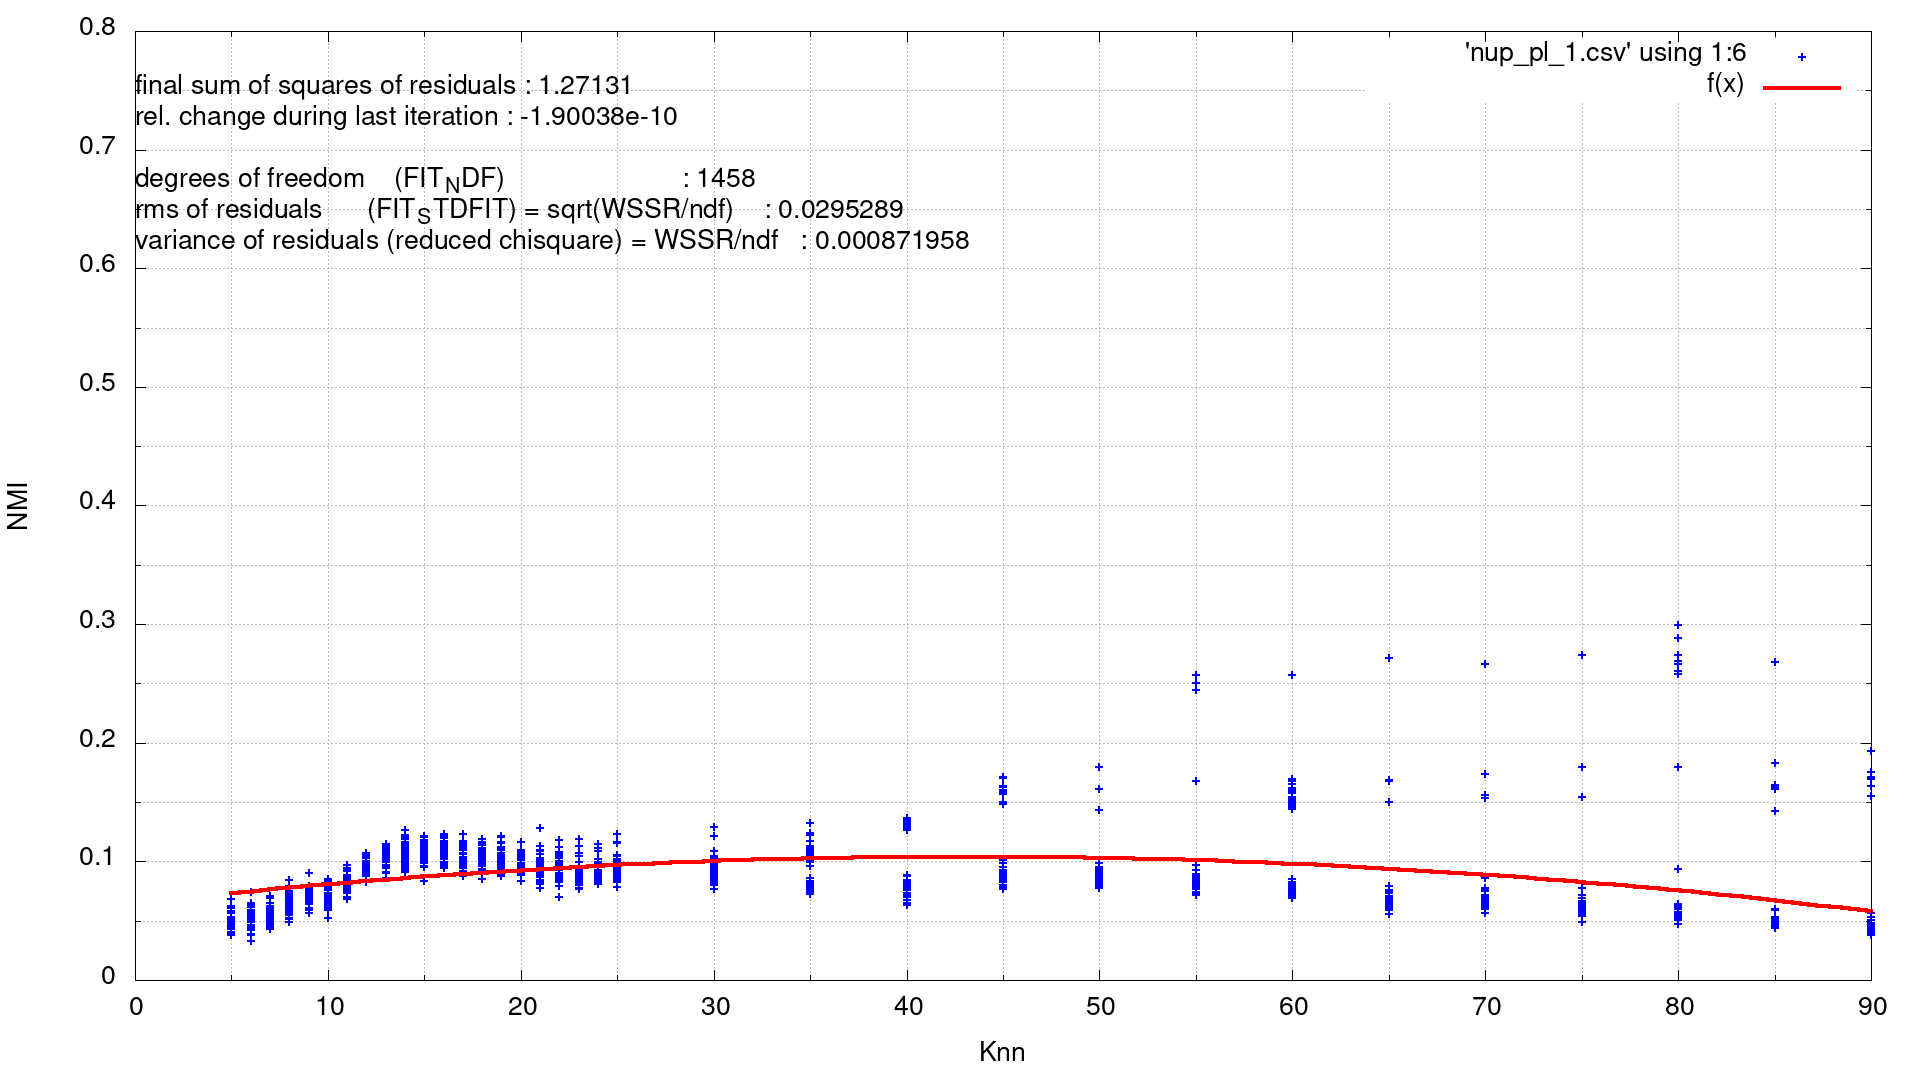 0.8
'nup_pl_1.csv' using 1:6
f(x)
final sum of squares of residuals : 1.27131
rel. change during last iteration : -1.90038e-10
0.7
degrees of freedom (FIT_NDF) : 1458
rms of residuals (FIT_STDFIT) = sqrt(WSSR/ndf) : 0.0295289
variance of residuals (reduced chisquare) = WSSR/ndf : 0.000871958
0.6
0.5
0.4
NMI
0.3
0.2
0.1
0
0 10 20 30 40 50 60 70 80 90
Knn